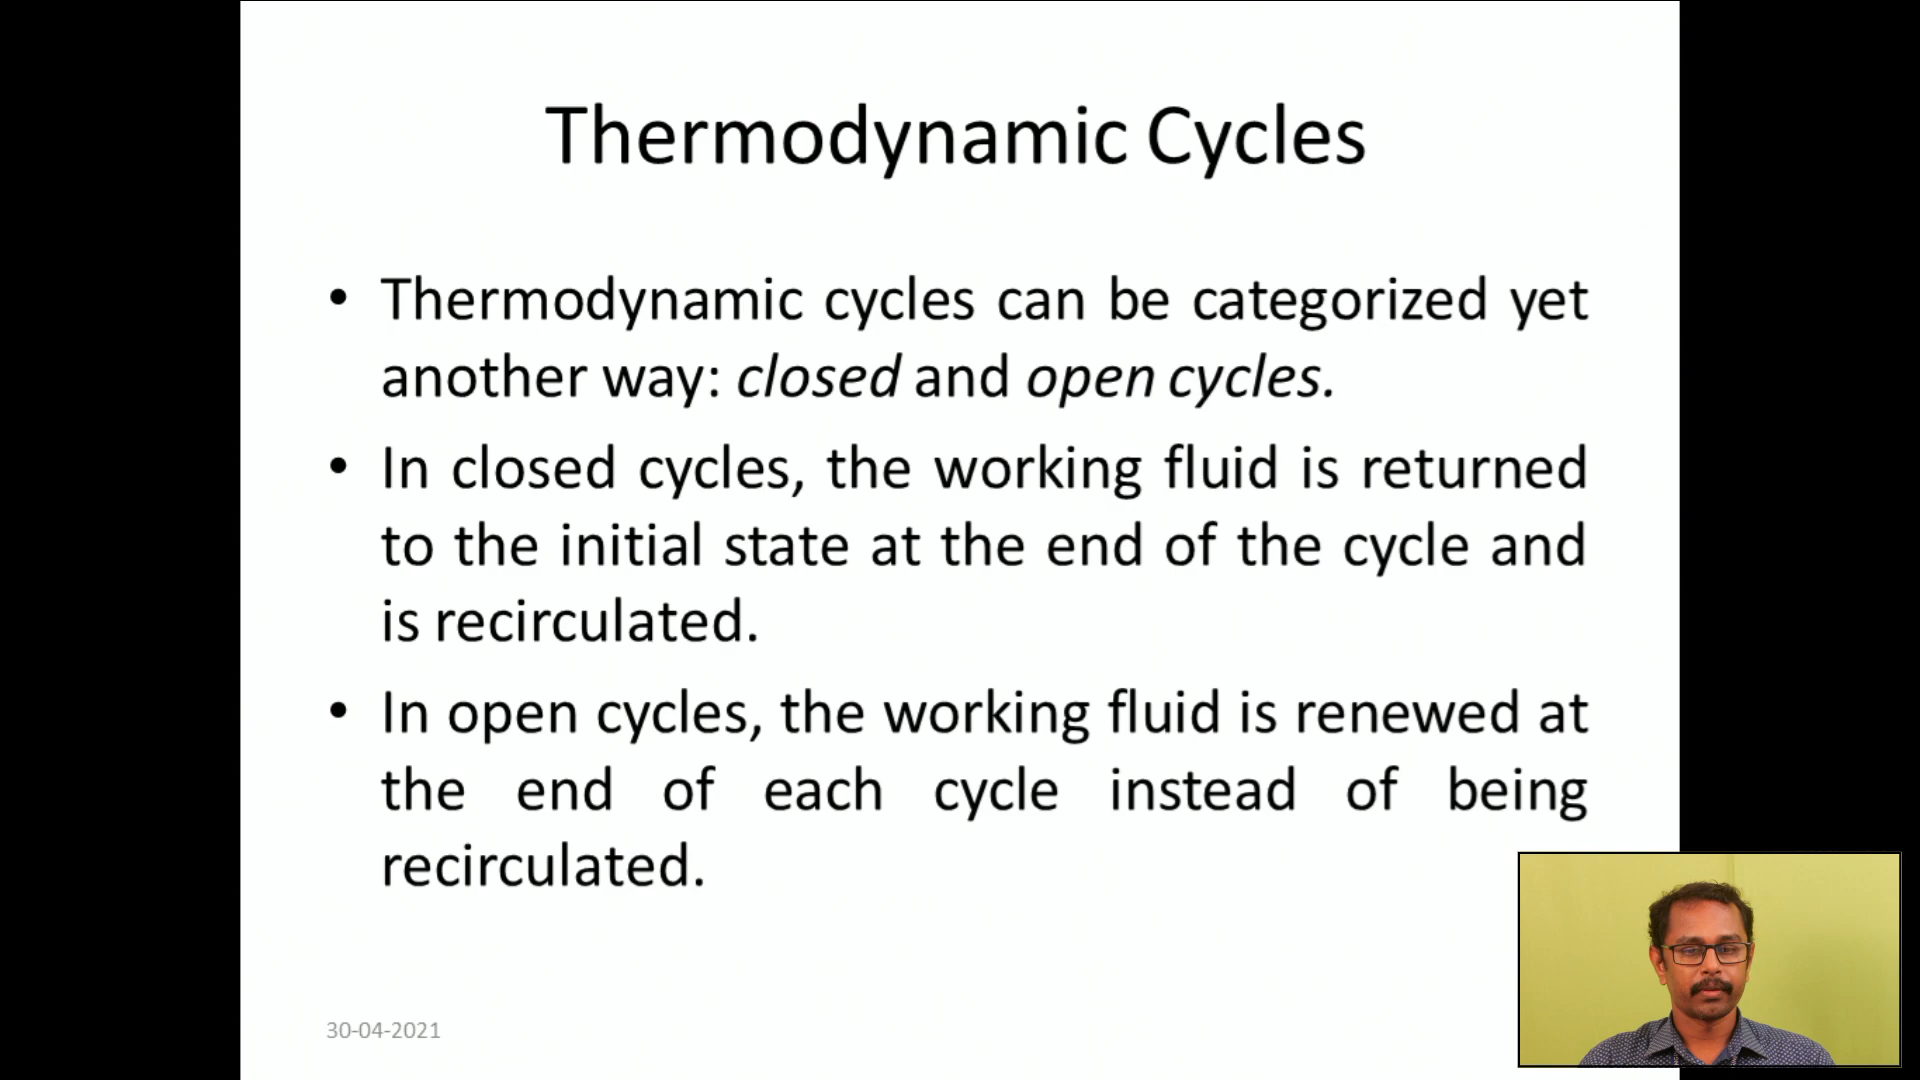 Thermodynamic Cycles
• Thermodynamic cycles can be categorized yet
another way: closed and open cycles.
• In closed cycles, the working fluid is returned
to the initial state at the end of the cycle and
is recirculated.
• In open cycles, the working fluid is renewed at
the end of each cycle instead of being
recirculated.
30-04-2021